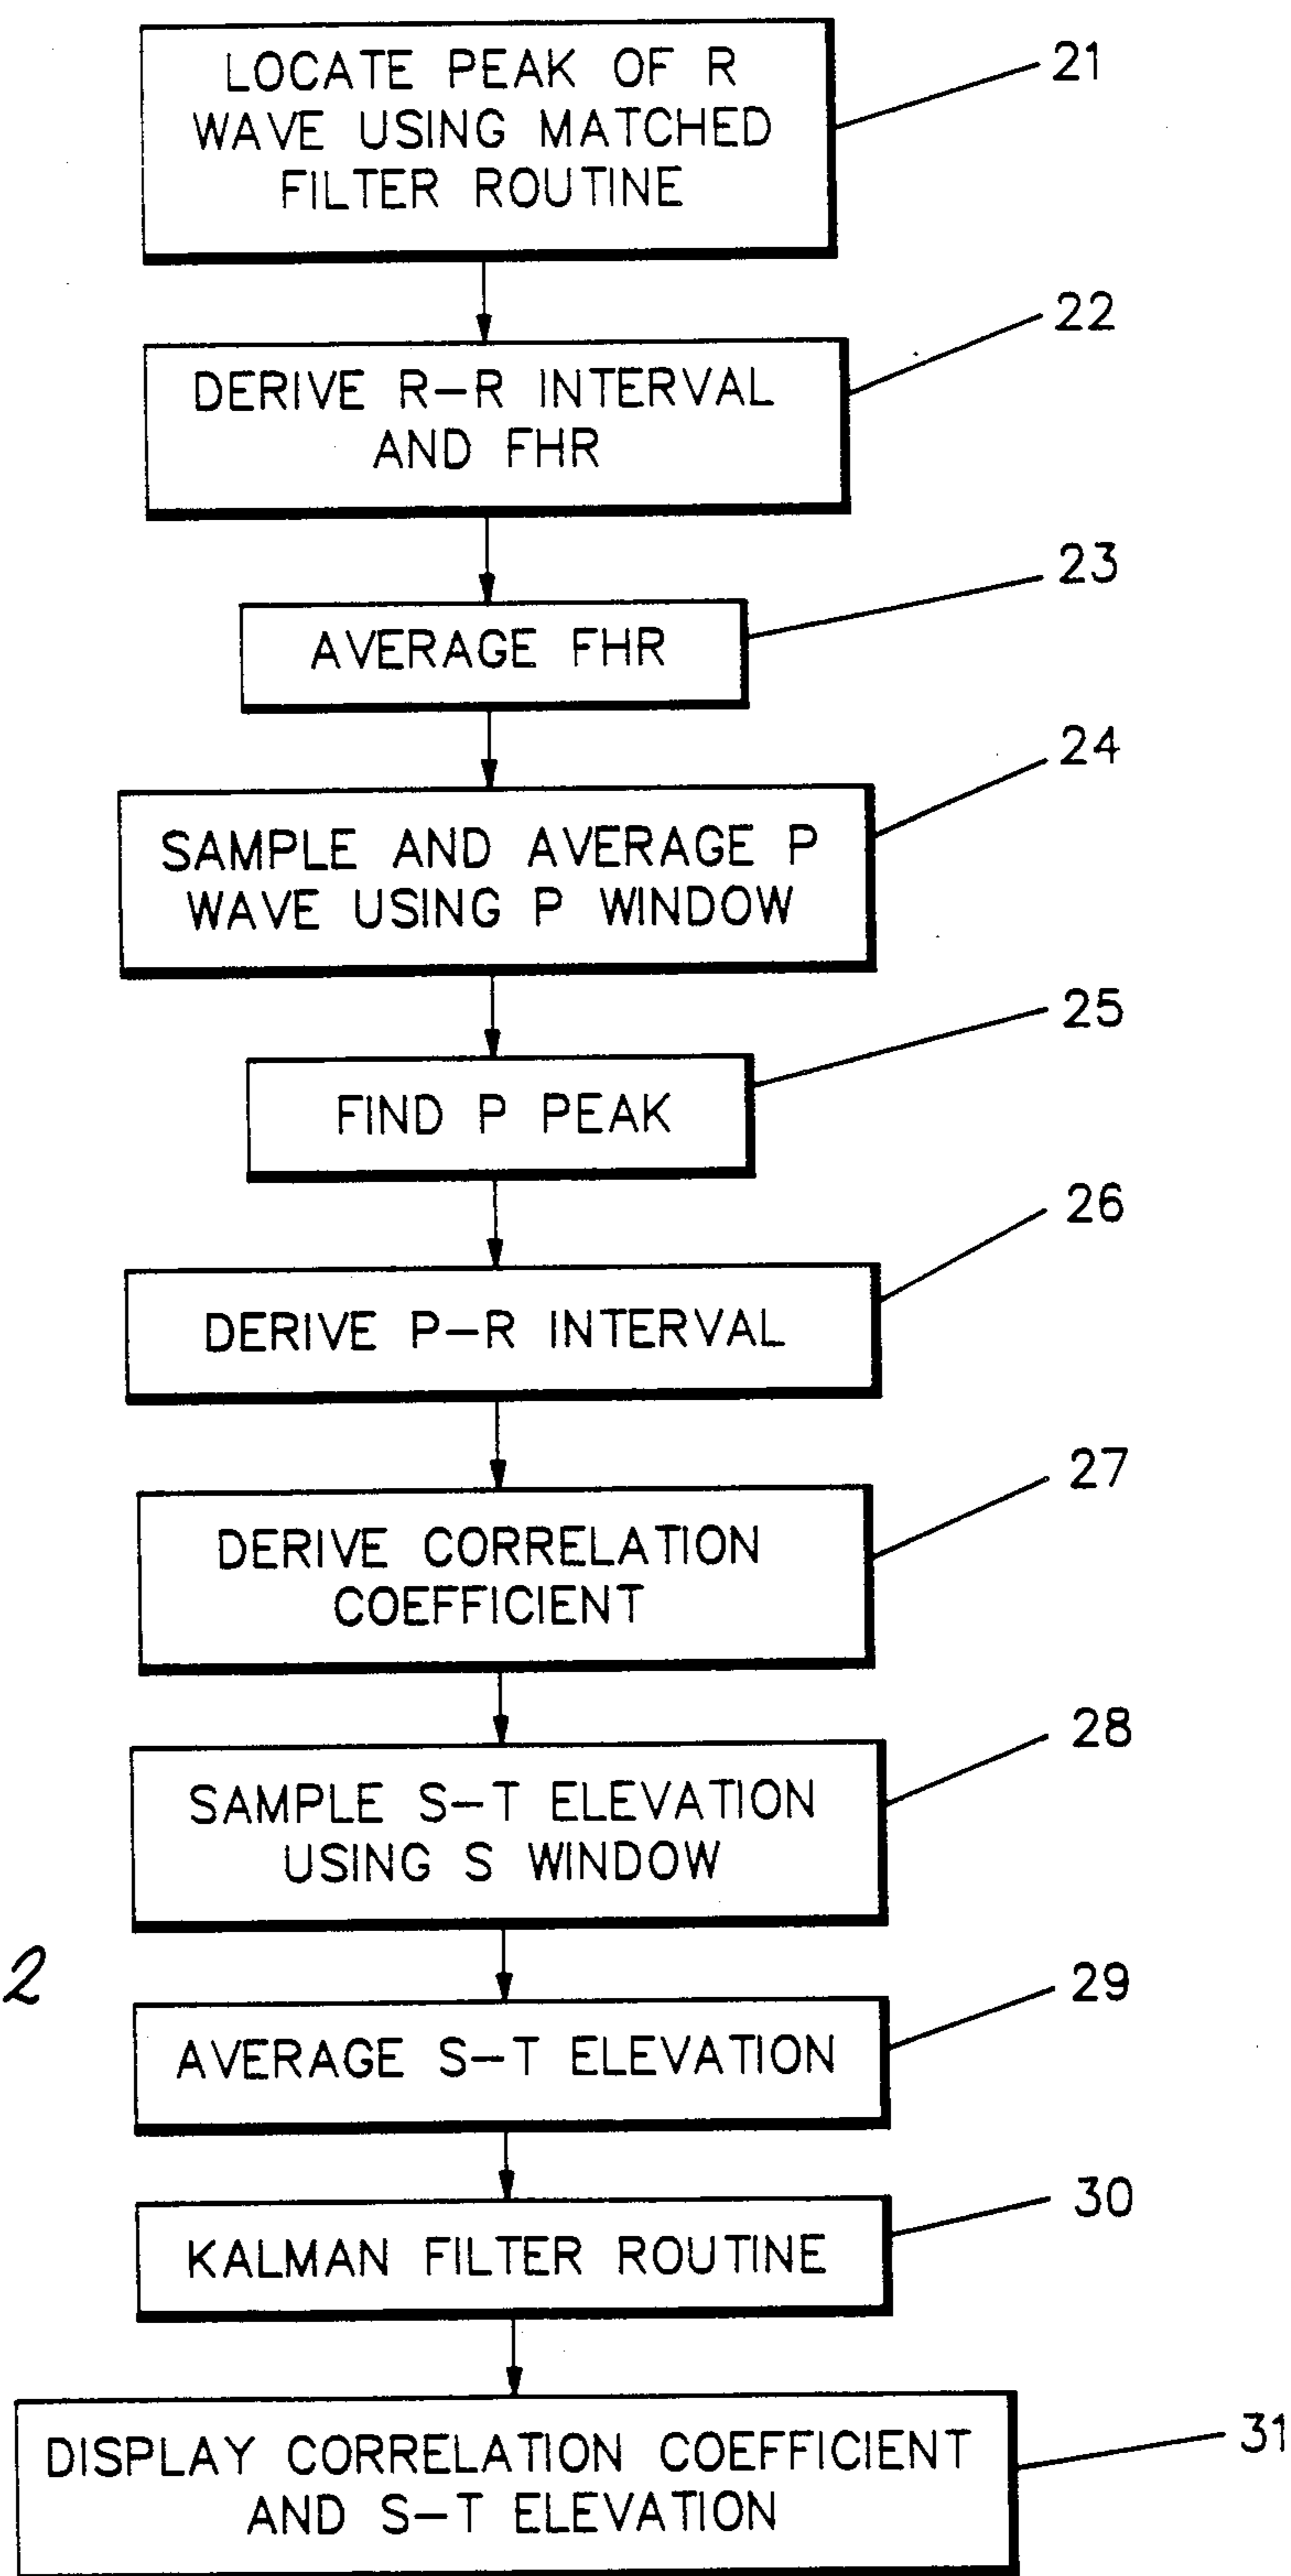 LOCATE PEAK OF R
WAVE USING MATCHED
FILTER ROUTINE
21
DERIVE R-R INTERVAL
AND FHR
22
AVERAGE FHR
23
SAMPLE AND AVERAGE P
WAVE USING P WINDOW
24
FIND P PEAK
25
DERIVE P-R INTERVAL
26
DERIVE CORRELATION
COEFFICIENT
27
SAMPLE S-T ELEVATION
USING S WINDOW
28
2
AVERAGE S-T ELEVATION
29
KALMAN FILTER ROUTINE
30
DISPLAY CORRELATION COEFFICIENT
AND S-T ELEVATION
31